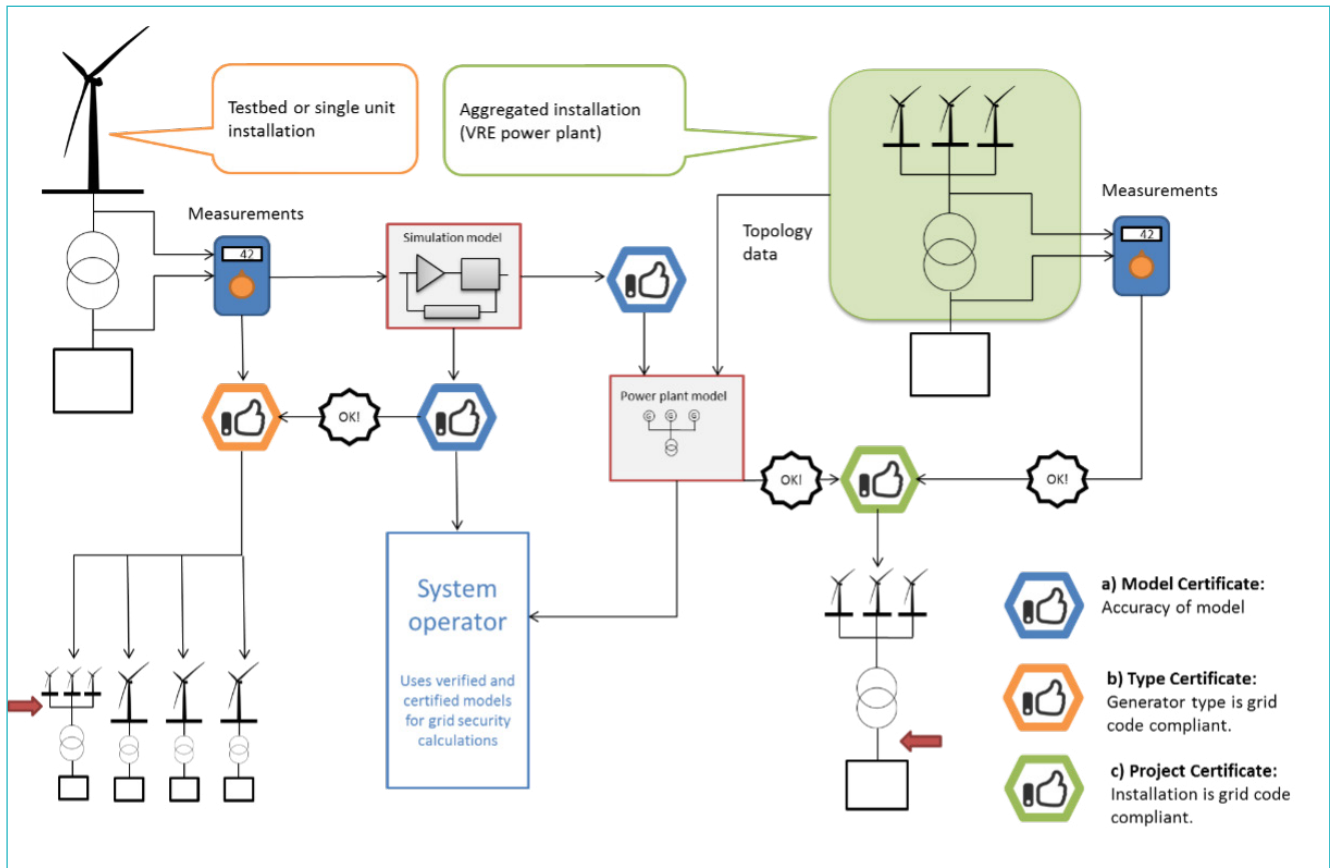 Testbed or single unit
installation
Aggregated installation
(VRE power plant)
Measurements
42
Simulation model
Topology
data
Measurements
42
OK!
Power plant model
G G G
OK!
OK!
System
operator
Uses verified and
certified models
for grid security
calculations
a) Model Certificate:
Accuracy of model
b) Type Certificate:
Generator type is grid
code compliant.
c) Project Certificate:
Installation is grid code
compliant.